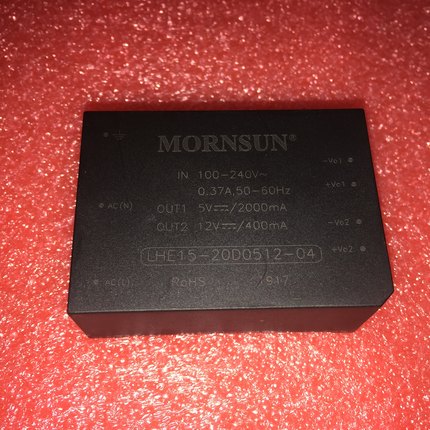 MORNSUN®
-Vo1
IN 100-240V~
+Vo1
0.37A,50-60Hz
AC(N)
OUT1 5V⎓/2000mA
-Vo2
OUT2 12V⎓/400mA
+Vo2
LHE15-20D0512-04
AC(L)
RoHS 1917